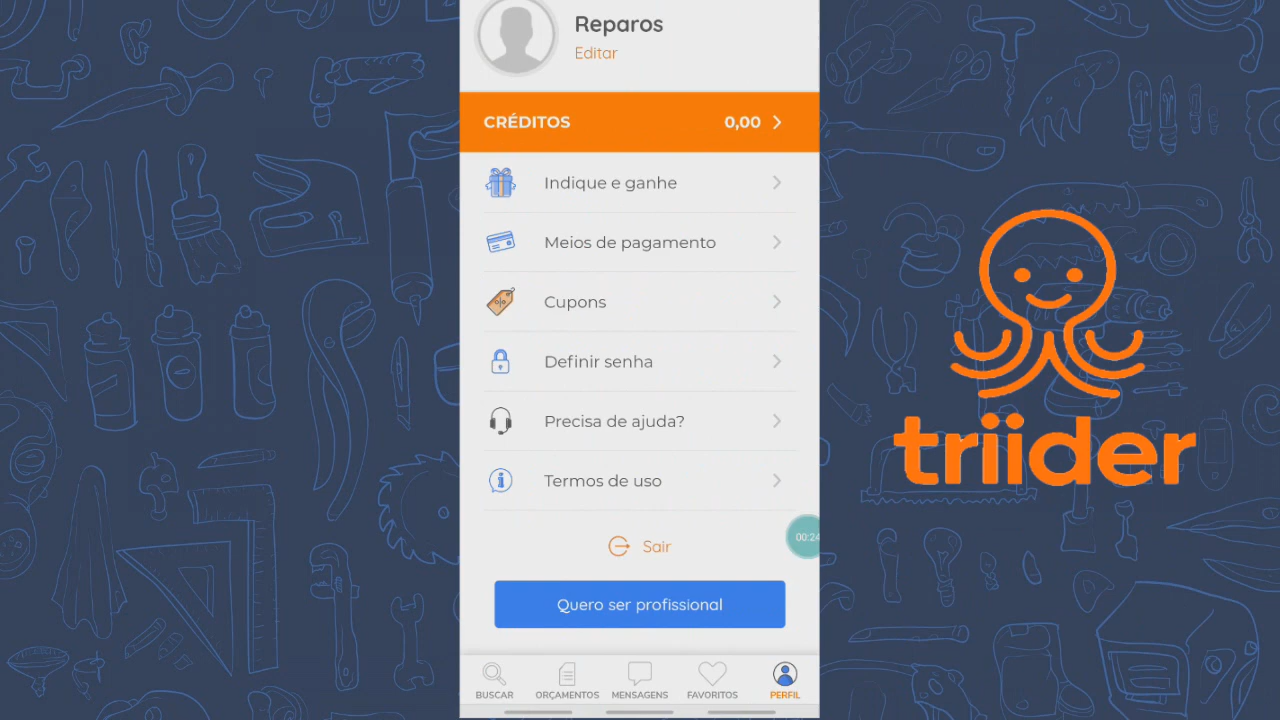 Reparos
Editar
CRÉDITOS 0,00
Indique e ganhe
Meios de pagamento
Cupons
Definir senha
Precisa de ajuda?
Termos de uso
00:24
Sair
Quero ser profissional
BUSCAR ORÇAMENTOS MENSAGENS FAVORITOS PERFIL
triider